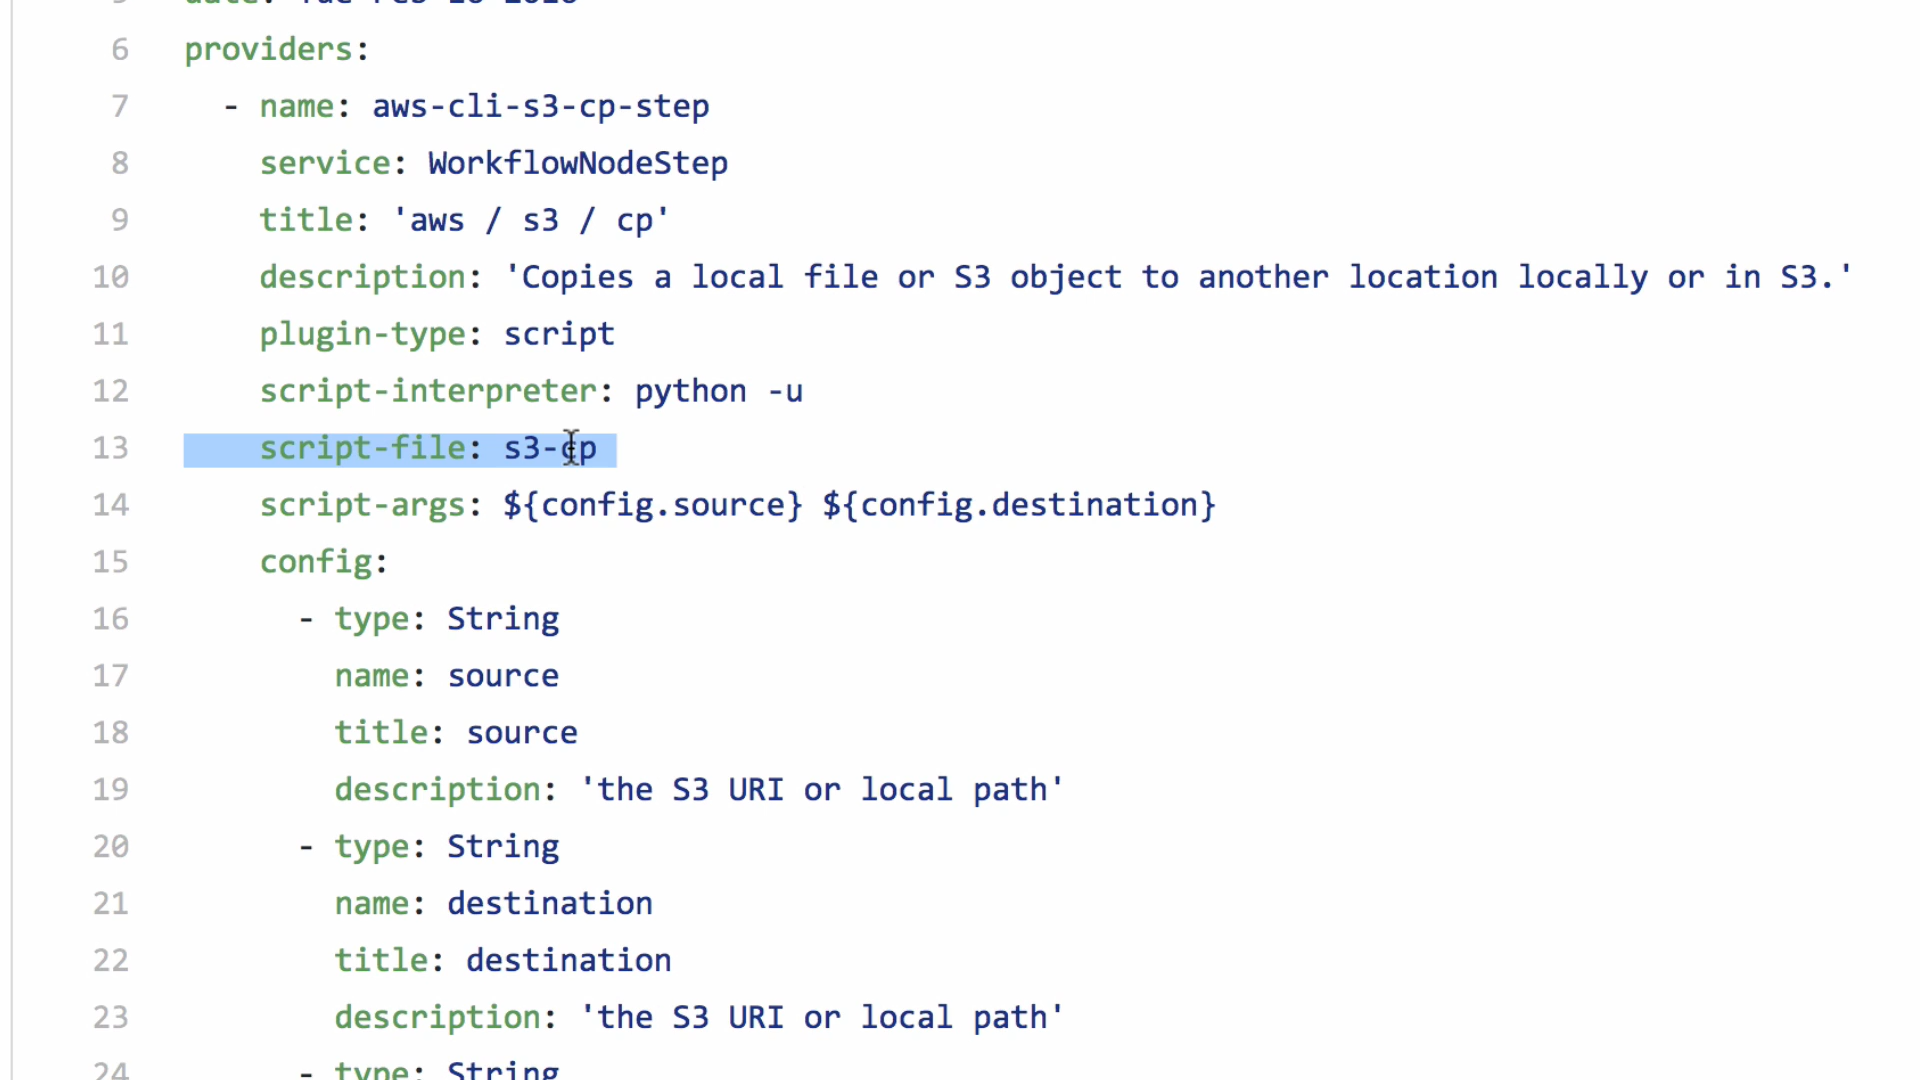 6 providers:
7 - name: aws-cli-s3-cp-step
8 service: WorkflowNodeStep
9 title: 'aws / s3 / cp'
10 description: 'Copies a local file or S3 object to another location locally or in S3.'
11 plugin-type: script
12 script-interpreter: python -u
13 script-file: s3-cp
14 script-args: ${config.source} ${config.destination}
15 config:
16 - type: String
17 name: source
18 title: source
19 description: 'the S3 URI or local path'
20 - type: String
21 name: destination
22 title: destination
23 description: 'the S3 URI or local path'
24 - type: String